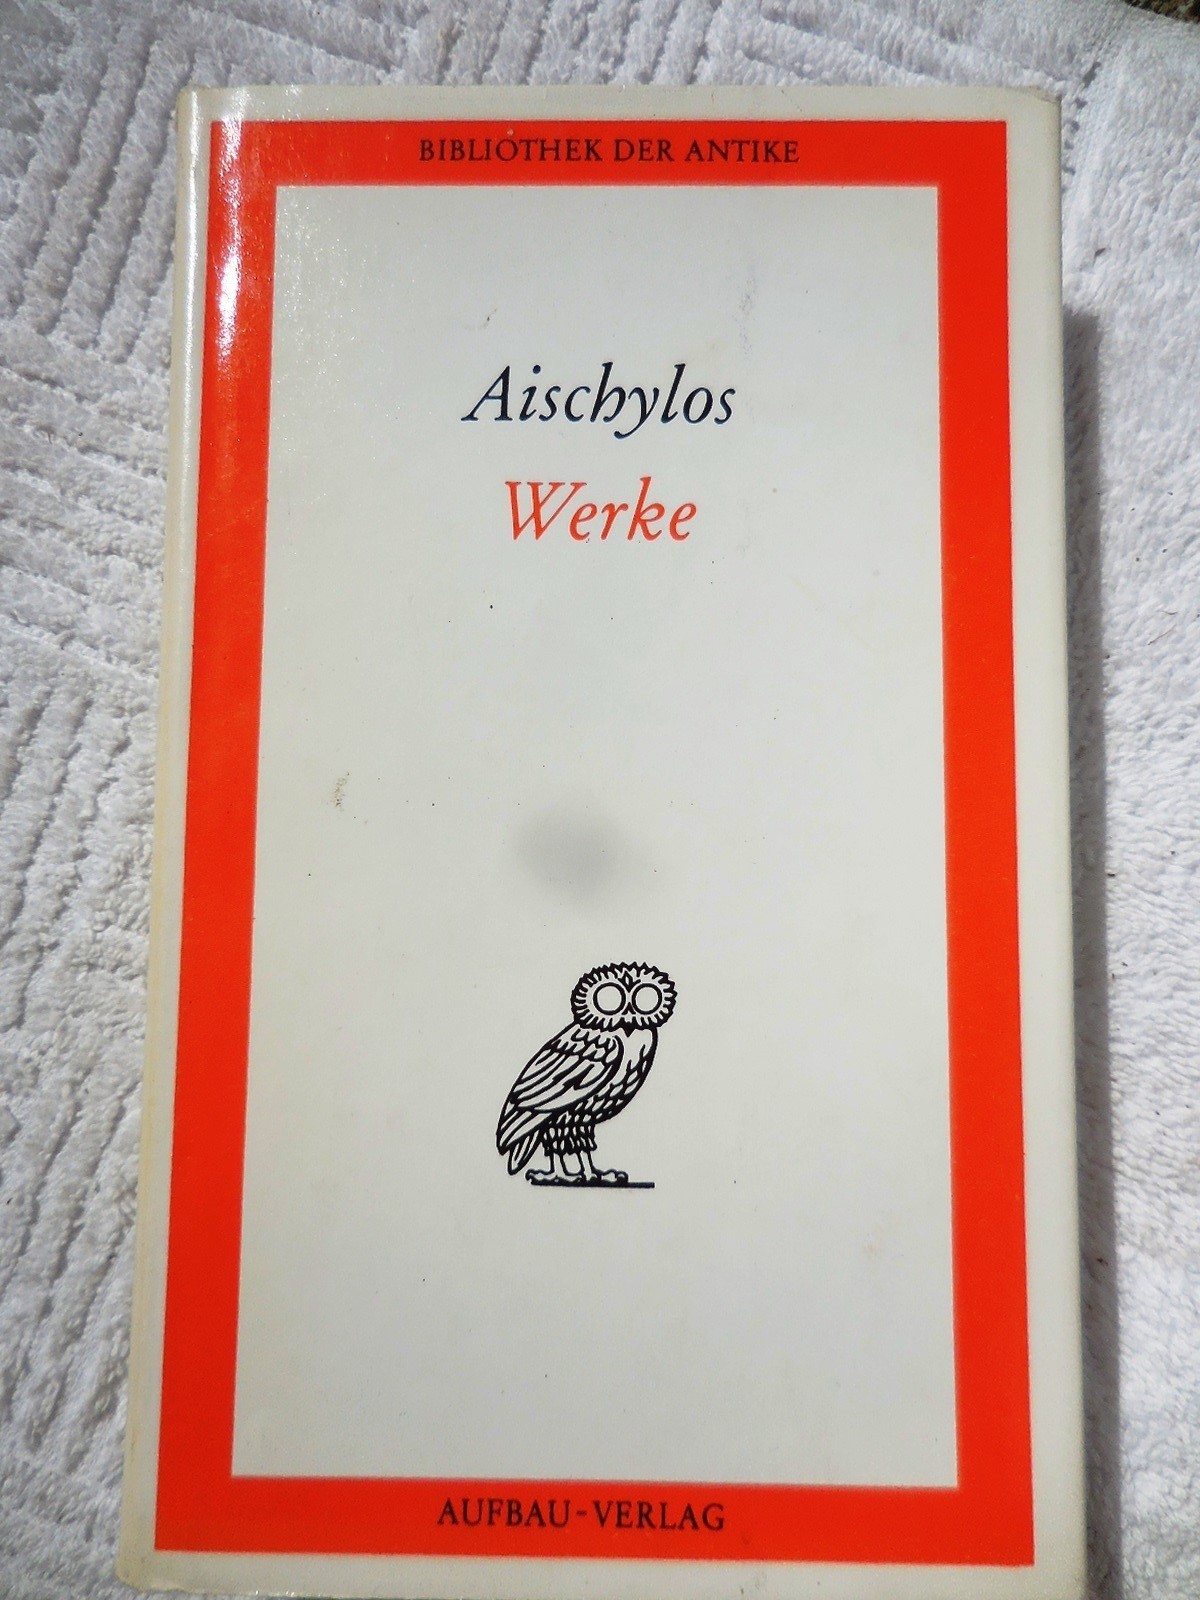 BIBLIOTHEK DER ANTIKE
Aischylos
Werke
AUFBAU-VERLAG